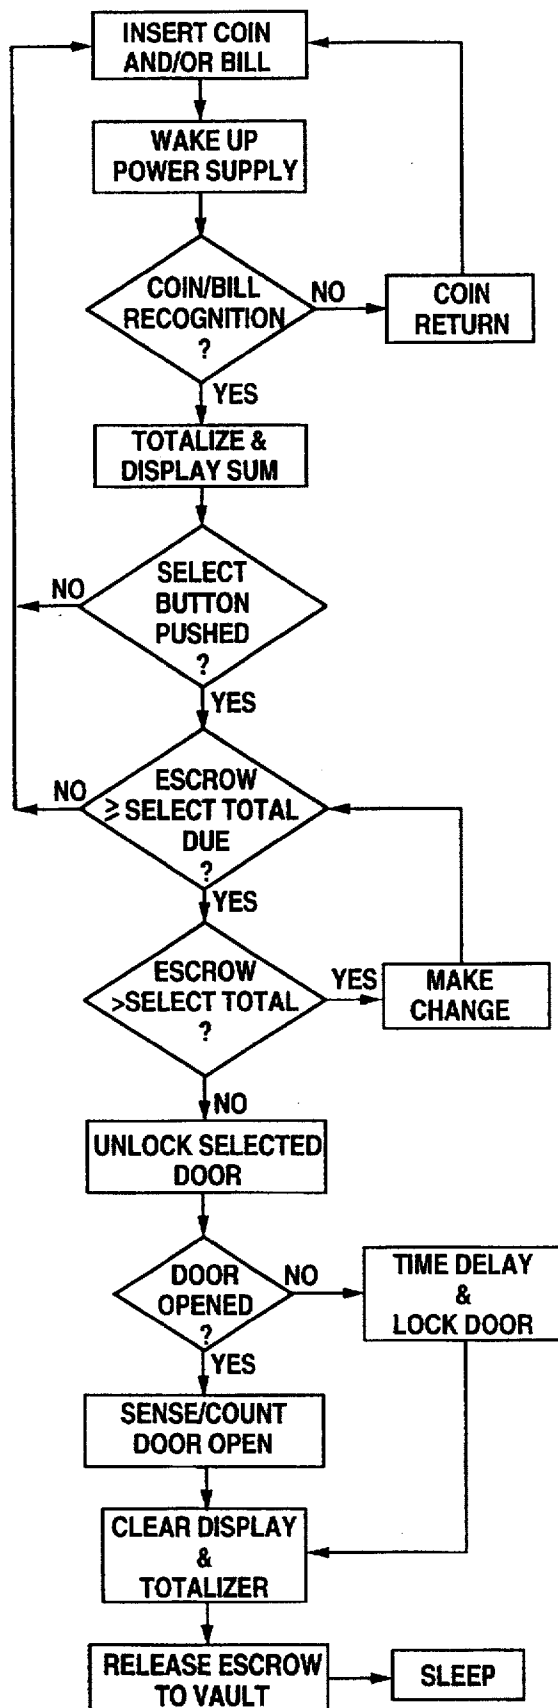 INSERT COIN
AND/OR BILL
WAKE UP
POWER SUPPLY
COIN/BILL
RECOGNITION
?
NO
COIN
RETURN
YES
TOTALIZE &
DISPLAY SUM
SELECT
BUTTON
PUSHED
?
NO
YES
ESCROW
≥ SELECT TOTAL
DUE
?
NO
YES
ESCROW
>SELECT TOTAL
?
YES
MAKE
CHANGE
NO
UNLOCK SELECTED
DOOR
DOOR
OPENED
?
NO
TIME DELAY
&
LOCK DOOR
YES
SENSE/COUNT
DOOR OPEN
CLEAR DISPLAY
&
TOTALIZER
RELEASE ESCROW
TO VAULT
SLEEP